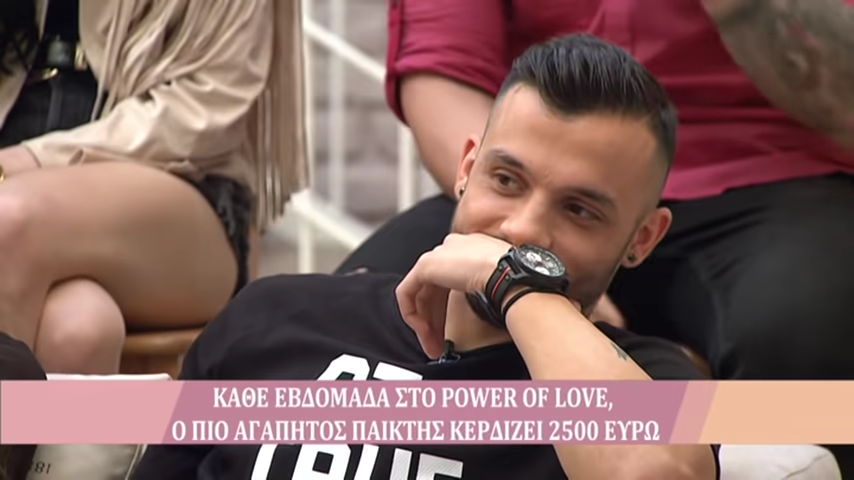 ΚΑΘΕ ΕΒΔΟΜΑΔΑ ΣΤΟ POWER OF LOVE,
Ο ΠΙΟ ΑΓΑΠΗΤΟΣ ΠΑΙΚΤΗΣ ΚΕΡΔΙΖΕΙ 2500 ΕΥΡΩ